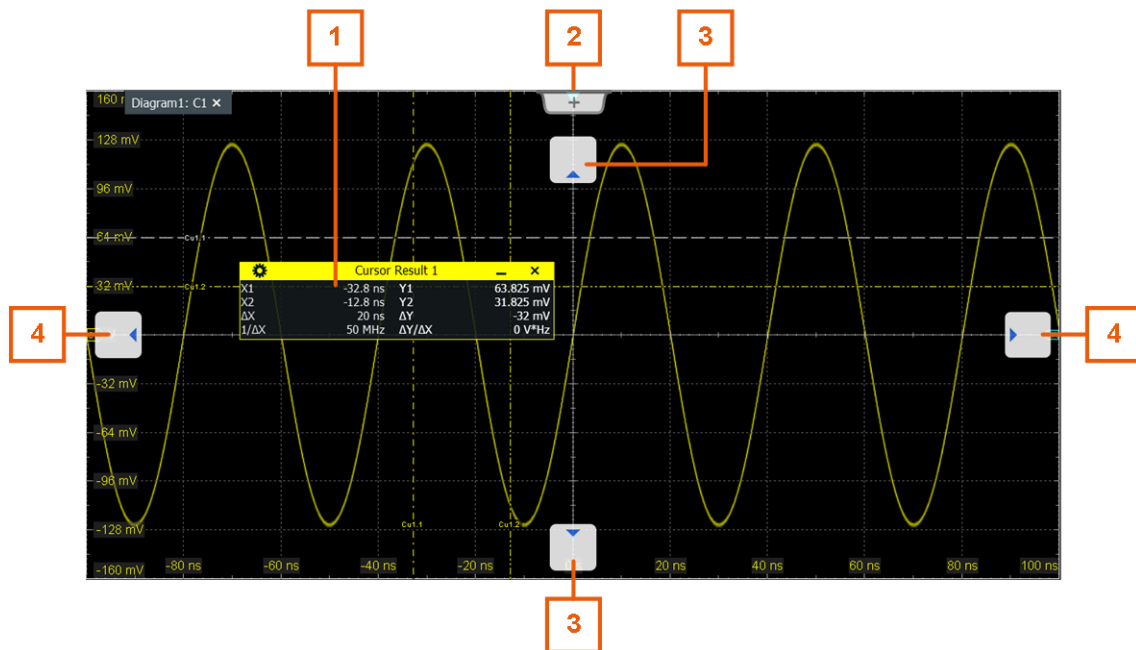 1
2
3
160
Diagram1: C1 ×
+
128 mV
96 mV
64 mV
Cu1.1
Cursor Result 1
32 mV
Cu1.2
X1 -32.8 ns Y1 63.825 mV
X2 -12.8 ns Y2 31.825 mV
ΔX 20 ns ΔY -32 mV
1/ΔX 50 MHz ΔY/ΔX 0 V*Hz
4
4
-32 mV
-64 mV
-96 mV
-128 mV
Cu1.1
Cu1.2
-160 mV
-80 ns
-60 ns
-40 ns
-20 ns
20 ns
40 ns
60 ns
80 ns
100 ns
3